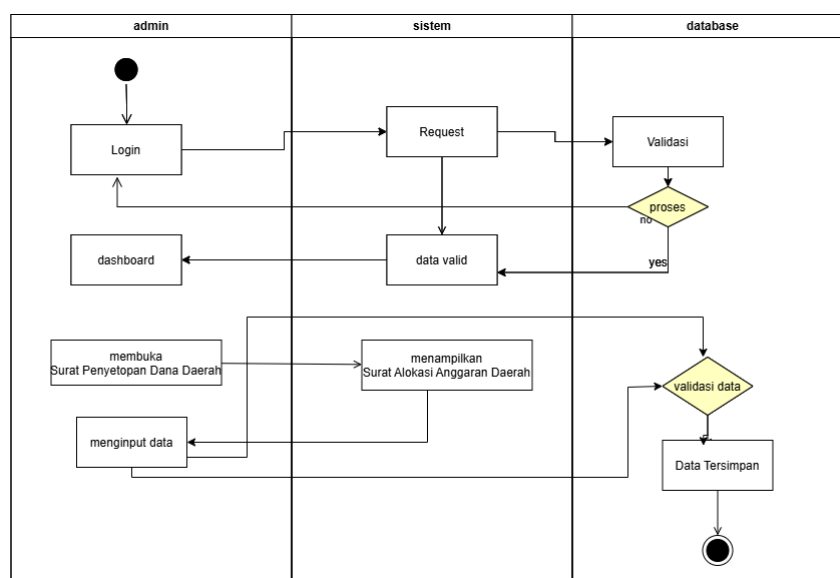 admin
sistem
database
Login
Request
Validasi
proses
no
dashboard
data valid
yes
membuka
Surat Penyetopan Dana Daerah
menampilkan
Surat Alokasi Anggaran Daerah
validasi data
menginput data
Data Tersimpan